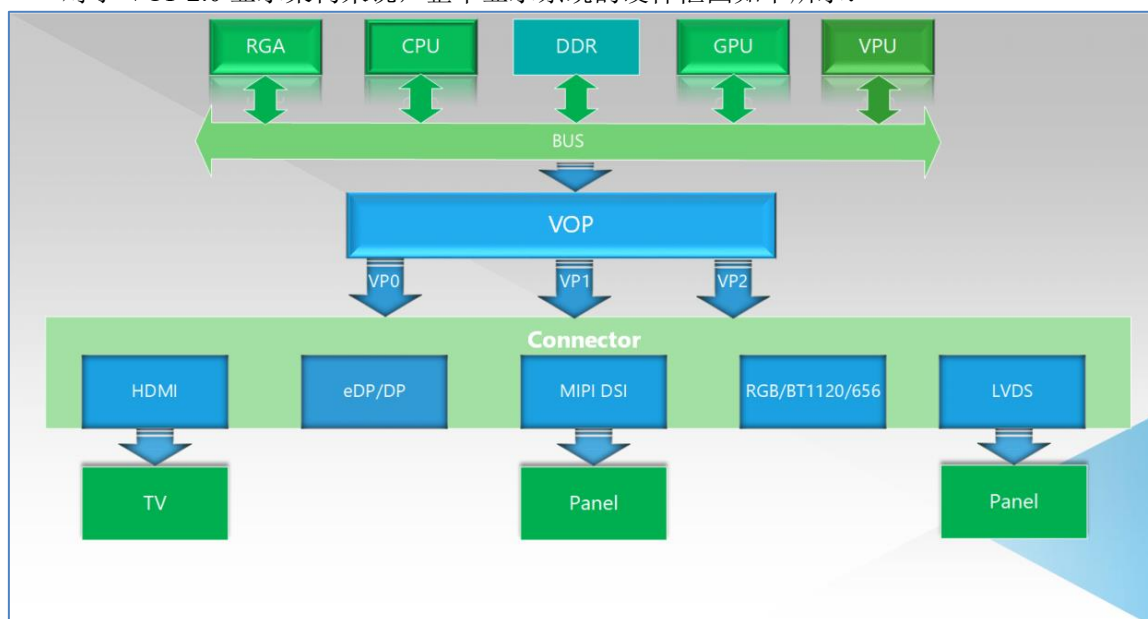 RGA CPU DDR GPU VPU
BUS
VOP
VP0 VP1 VP2
Connector
HDMI eDP/DP MIPI DSI RGB/BT1120/656 LVDS
TV Panel Panel